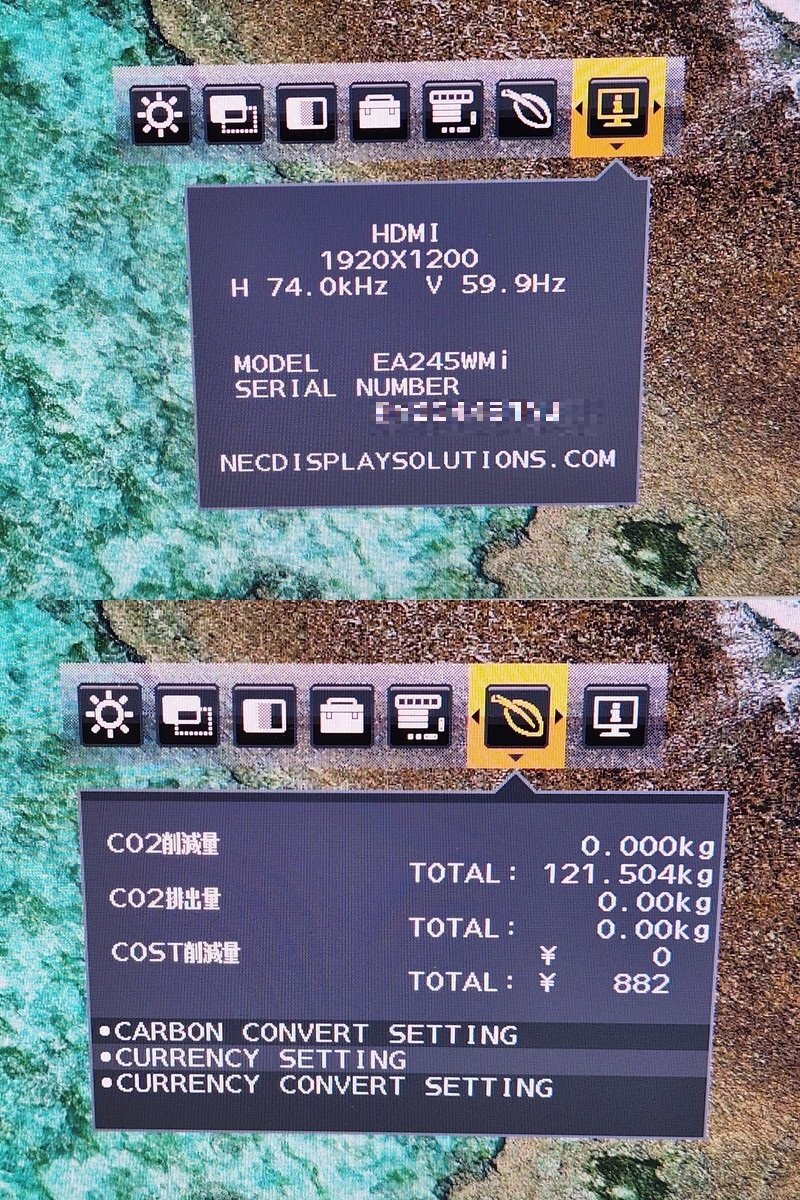 HDMI
1920X1200
H 74.0kHz V 59.9Hz
MODEL EA245WMi
SERIAL NUMBER
NECDISPLAYSOLUTIONS.COM
CO2削減量 0.000kg
TOTAL: 121.504kg
CO2排出量 0.00kg
TOTAL: 0.00kg
COST削減量 ¥ 0
TOTAL: ¥ 882
•CARBON CONVERT SETTING
•CURRENCY SETTING
•CURRENCY CONVERT SETTING